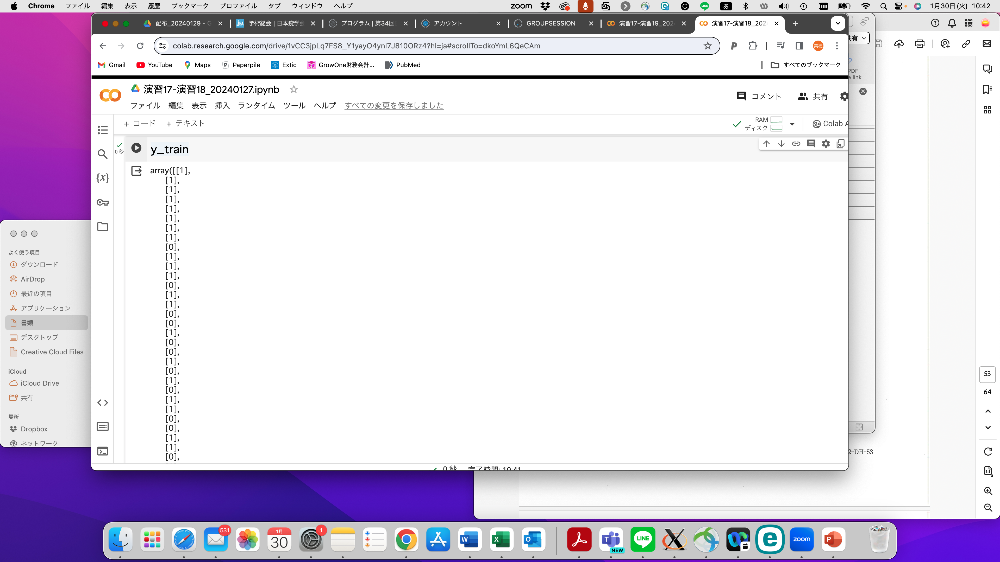 Chrome ファイル 編集 表示 履歴 ブックマーク プロファイル タブ ウィンドウ ヘルプ zoom LINE あ 1月30日(火) 10:42
配布_20240129 - G 学術総会 | 日本疫学会 プログラム | 第34回 アカウント GROUPSESSION 演習17-演習19_202 演習17-演習18_202
colab.research.google.com/drive/1vCC3jpLq7FS8_Y1yayO4ynI7J810ORz4?hl=ja#scrollTo=dkoYmL6QeCAm 美穂
Gmail YouTube Maps Paperpile Extic GrowOne財務会計... PubMed すべてのブックマーク
演習17-演習18_20240127.ipynb
コメント 共有
ファイル 編集 表示 挿入 ランタイム ツール ヘルプ すべての変更を保存しました
+ コード + テキスト
RAM
ディスク
Colab A
0 秒
y_train
array([[1],
[1],
[1],
[1],
[1],
[1],
[1],
[1],
[0],
[1],
[1],
[1],
[0],
[1],
[1],
[0],
[0],
[1],
[0],
[0],
[1],
[0],
[1],
[0],
[1],
[1],
[0],
[0],
[1],
[1],
[0],
0 秒 完了時間: 10:41
よく使う項目
ダウンロード
AirDrop
最近の項目
アプリケーション
書類
デスクトップ
Creative Cloud Files
iCloud
iCloud Drive
共有
場所
Dropbox
ネットワーク
共有
PDF
e link
53
64
2-DH-53
531
1月
30
1
NEW
LINE
zoom